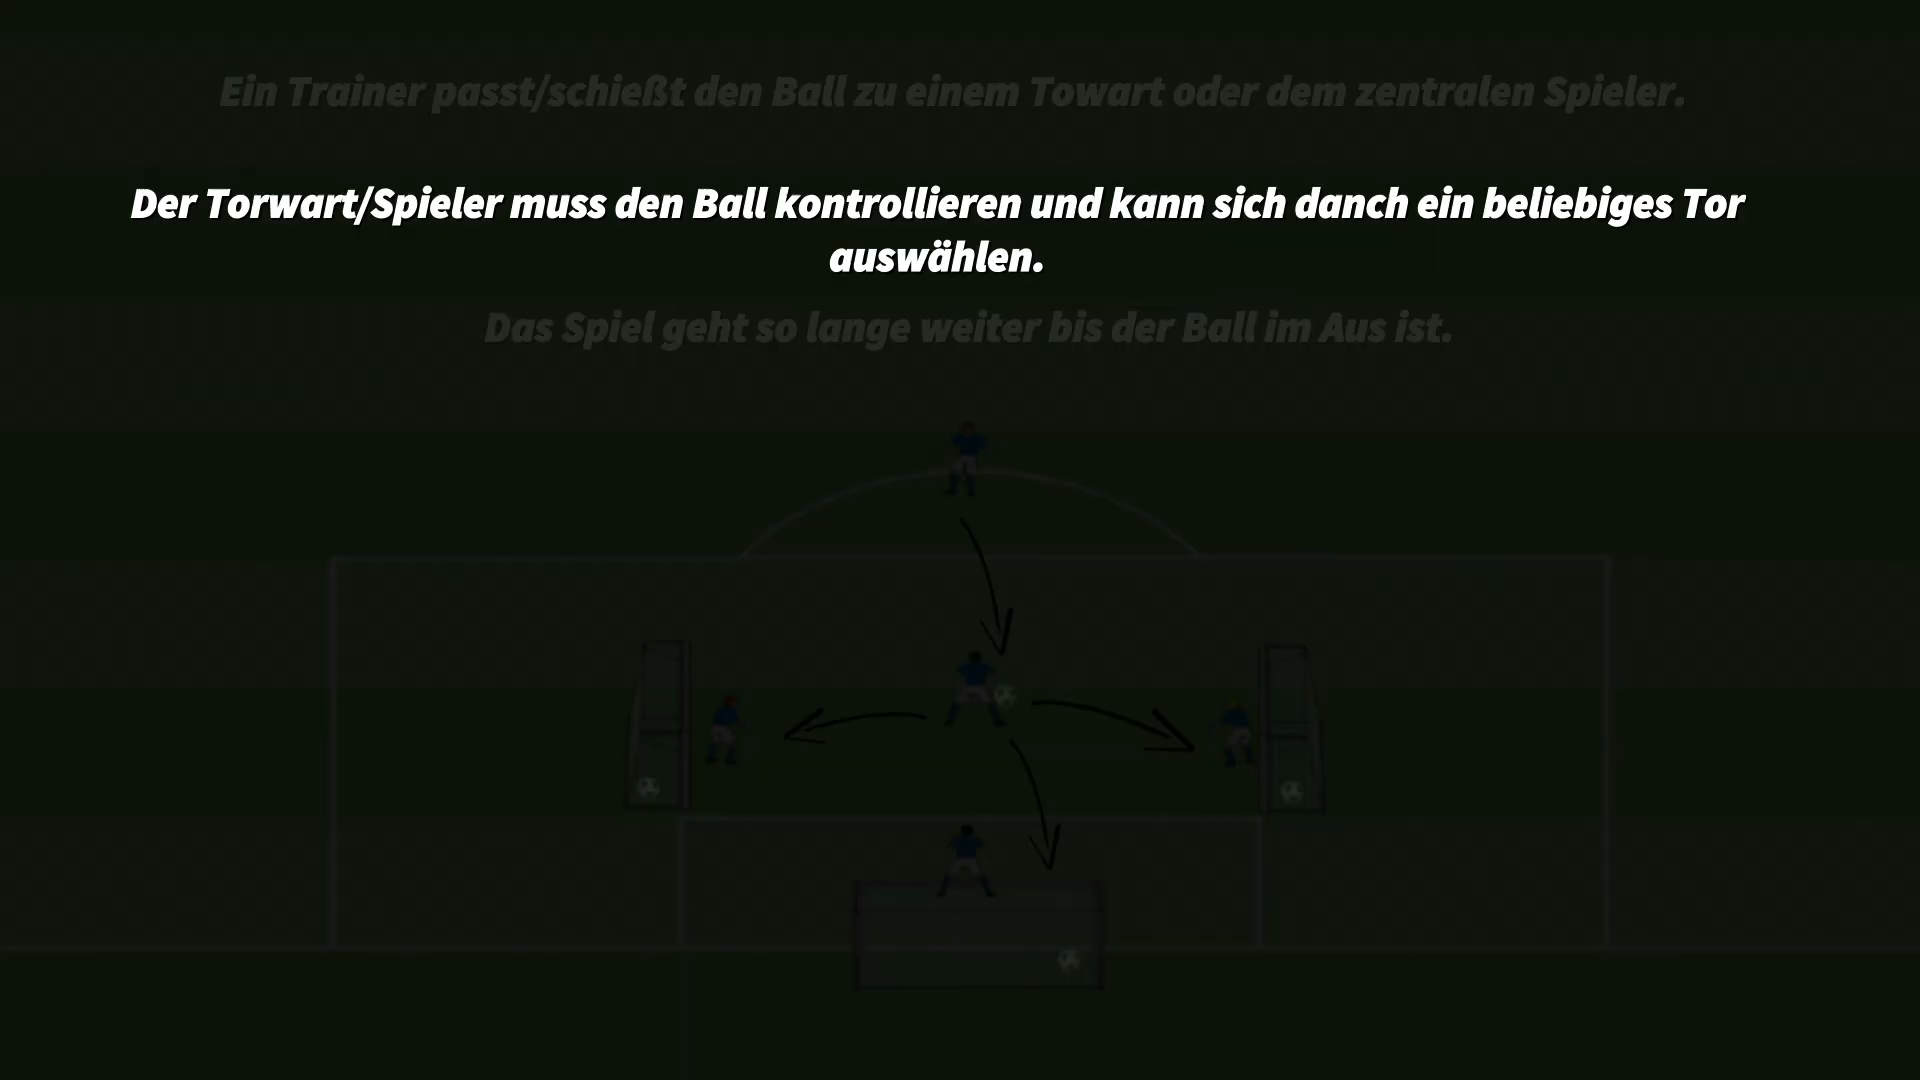 Ein Trainer passt/schießt den Ball zu einem Towart oder dem zentralen Spieler.
Der Torwart/Spieler muss den Ball kontrollieren und kann sich danch ein beliebiges Tor
auswählen.
Das Spiel geht so lange weiter bis der Ball im Aus ist.